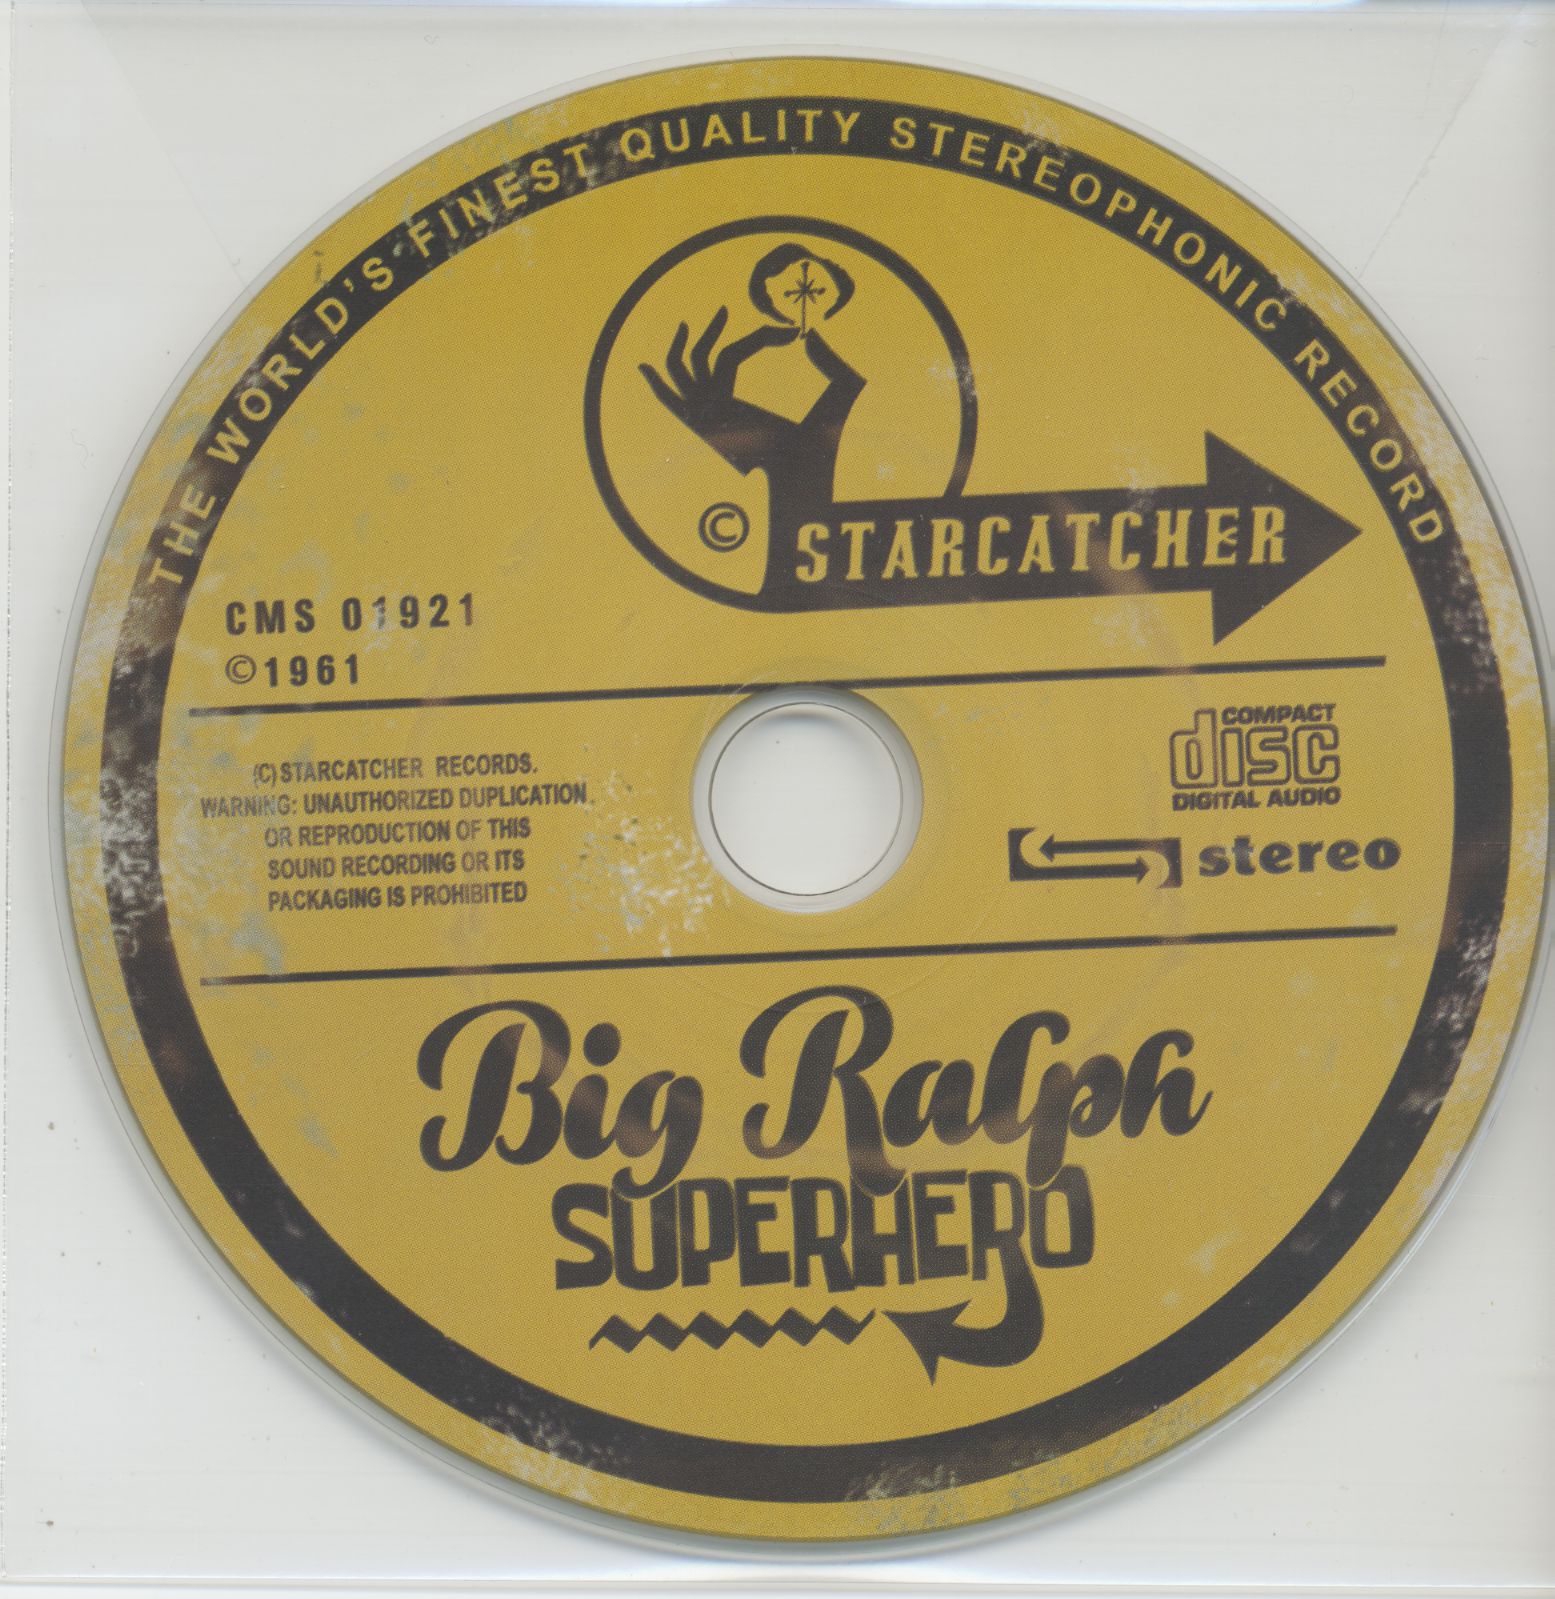 THE WORLD'S FINEST QUALITY STEREOPHONIC RECORD
© STARCATCHER
CMS 01921
©1961
(C) STARCATCHER RECORDS.
WARNING: UNAUTHORIZED DUPLICATION
OR REPRODUCTION OF THIS
SOUND RECORDING OR ITS
PACKAGING IS PROHIBITED
COMPACT
disc
DIGITAL AUDIO
stereo
Big Ralph
SUPERHERO